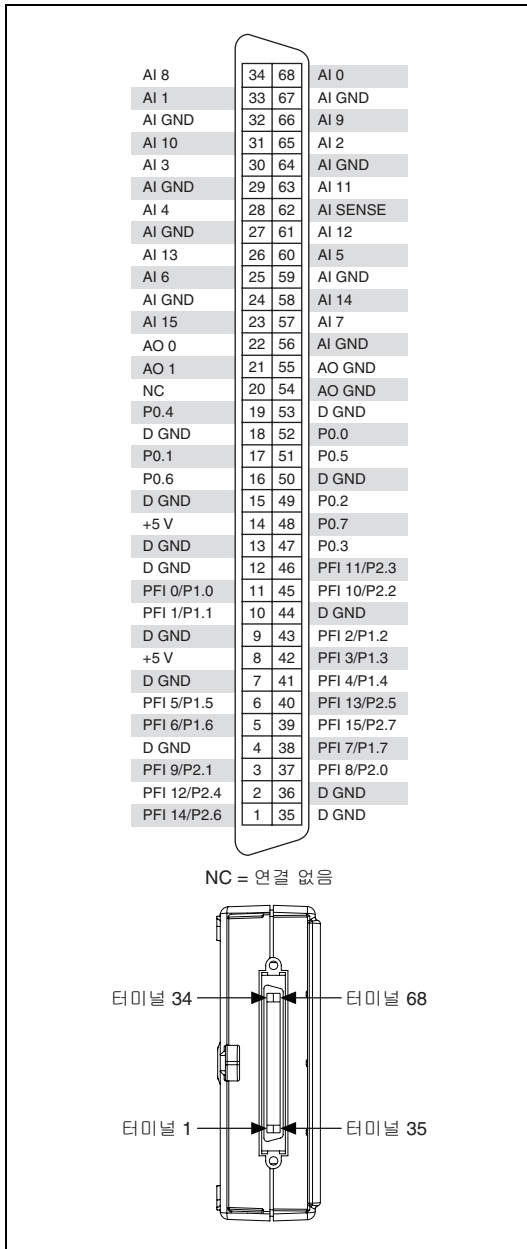 AI 8 34 68 AI 0
AI 1 33 67 AI GND
AI GND 32 66 AI 9
AI 10 31 65 AI 2
AI 3 30 64 AI GND
AI GND 29 63 AI 11
AI 4 28 62 AI SENSE
AI GND 27 61 AI 12
AI 13 26 60 AI 5
AI 6 25 59 AI GND
AI GND 24 58 AI 14
AI 15 23 57 AI 7
AO 0 22 56 AI GND
AO 1 21 55 AO GND
NC 20 54 AO GND
P0.4 19 53 D GND
D GND 18 52 P0.0
P0.1 17 51 P0.5
P0.6 16 50 D GND
D GND 15 49 P0.2
+5 V 14 48 P0.7
D GND 13 47 P0.3
D GND 12 46 PFI 11/P2.3
PFI 0/P1.0 11 45 PFI 10/P2.2
PFI 1/P1.1 10 44 D GND
D GND 9 43 PFI 2/P1.2
+5 V 8 42 PFI 3/P1.3
D GND 7 41 PFI 4/P1.4
PFI 5/P1.5 6 40 PFI 13/P2.5
PFI 6/P1.6 5 39 PFI 15/P2.7
D GND 4 38 PFI 7/P1.7
PFI 9/P2.1 3 37 PFI 8/P2.0
PFI 12/P2.4 2 36 D GND
PFI 14/P2.6 1 35 D GND
NC = 연결 없음
터미널 34 터미널 68
터미널 1 터미널 35